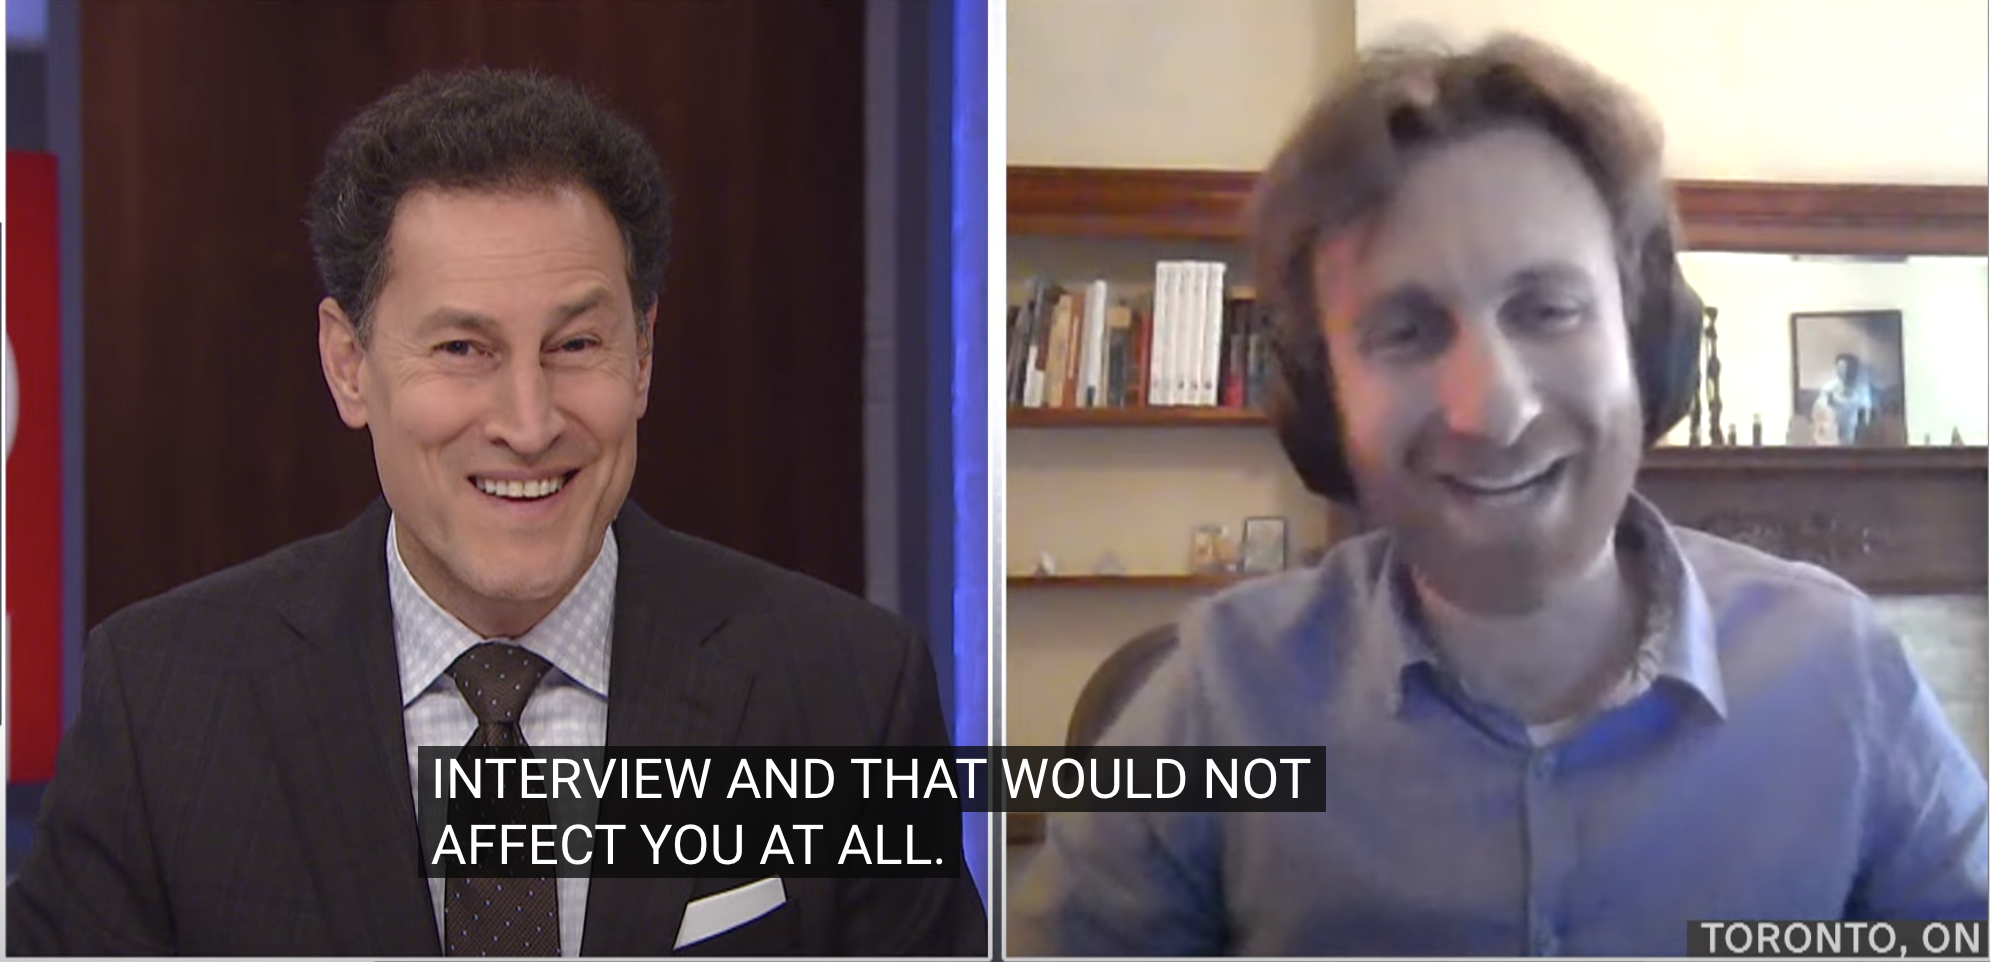 INTERVIEW AND THAT WOULD NOT
AFFECT YOU AT ALL.
TORONTO, ON